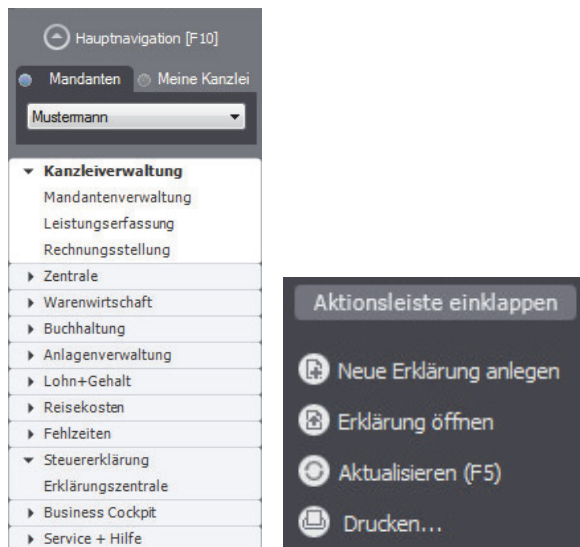 Hauptnavigation [F10]
Mandanten
Meine Kanzlei
Mustermann
Kanzleiverwaltung
Mandantenverwaltung
Leistungserfassung
Rechnungsstellung
Zentrale
Warenwirtschaft
Buchhaltung
Anlagenverwaltung
Lohn+Gehalt
Reisekosten
Fehlzeiten
Steuererklärung
Erklärungszentrale
Business Cockpit
Service + Hilfe
Aktionsleiste einklappen
Neue Erklärung anlegen
Erklärung öffnen
Aktualisieren (F5)
Drucken...